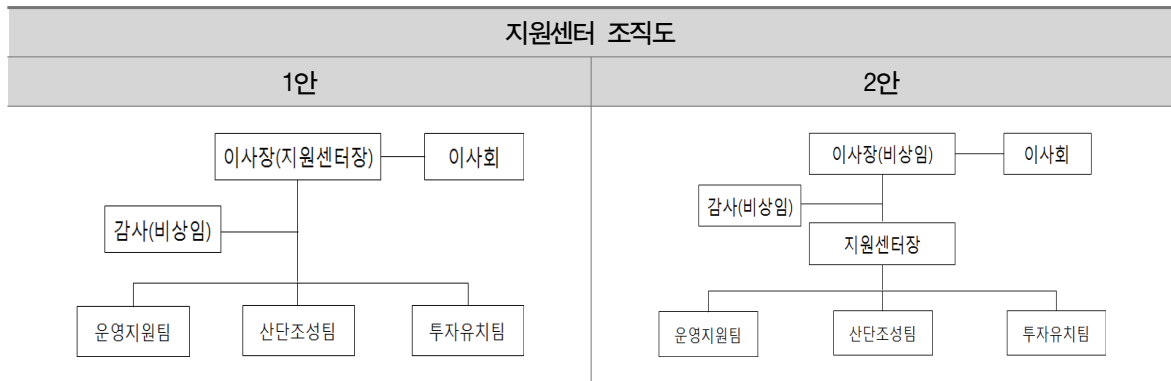 지원센터 조직도
1안
2안
이사장(지원센터장)
이사회
감사(비상임)
운영지원팀
산단조성팀
투자유치팀
이사장(비상임)
이사회
감사(비상임)
지원센터장
운영지원팀
산단조성팀
투자유치팀